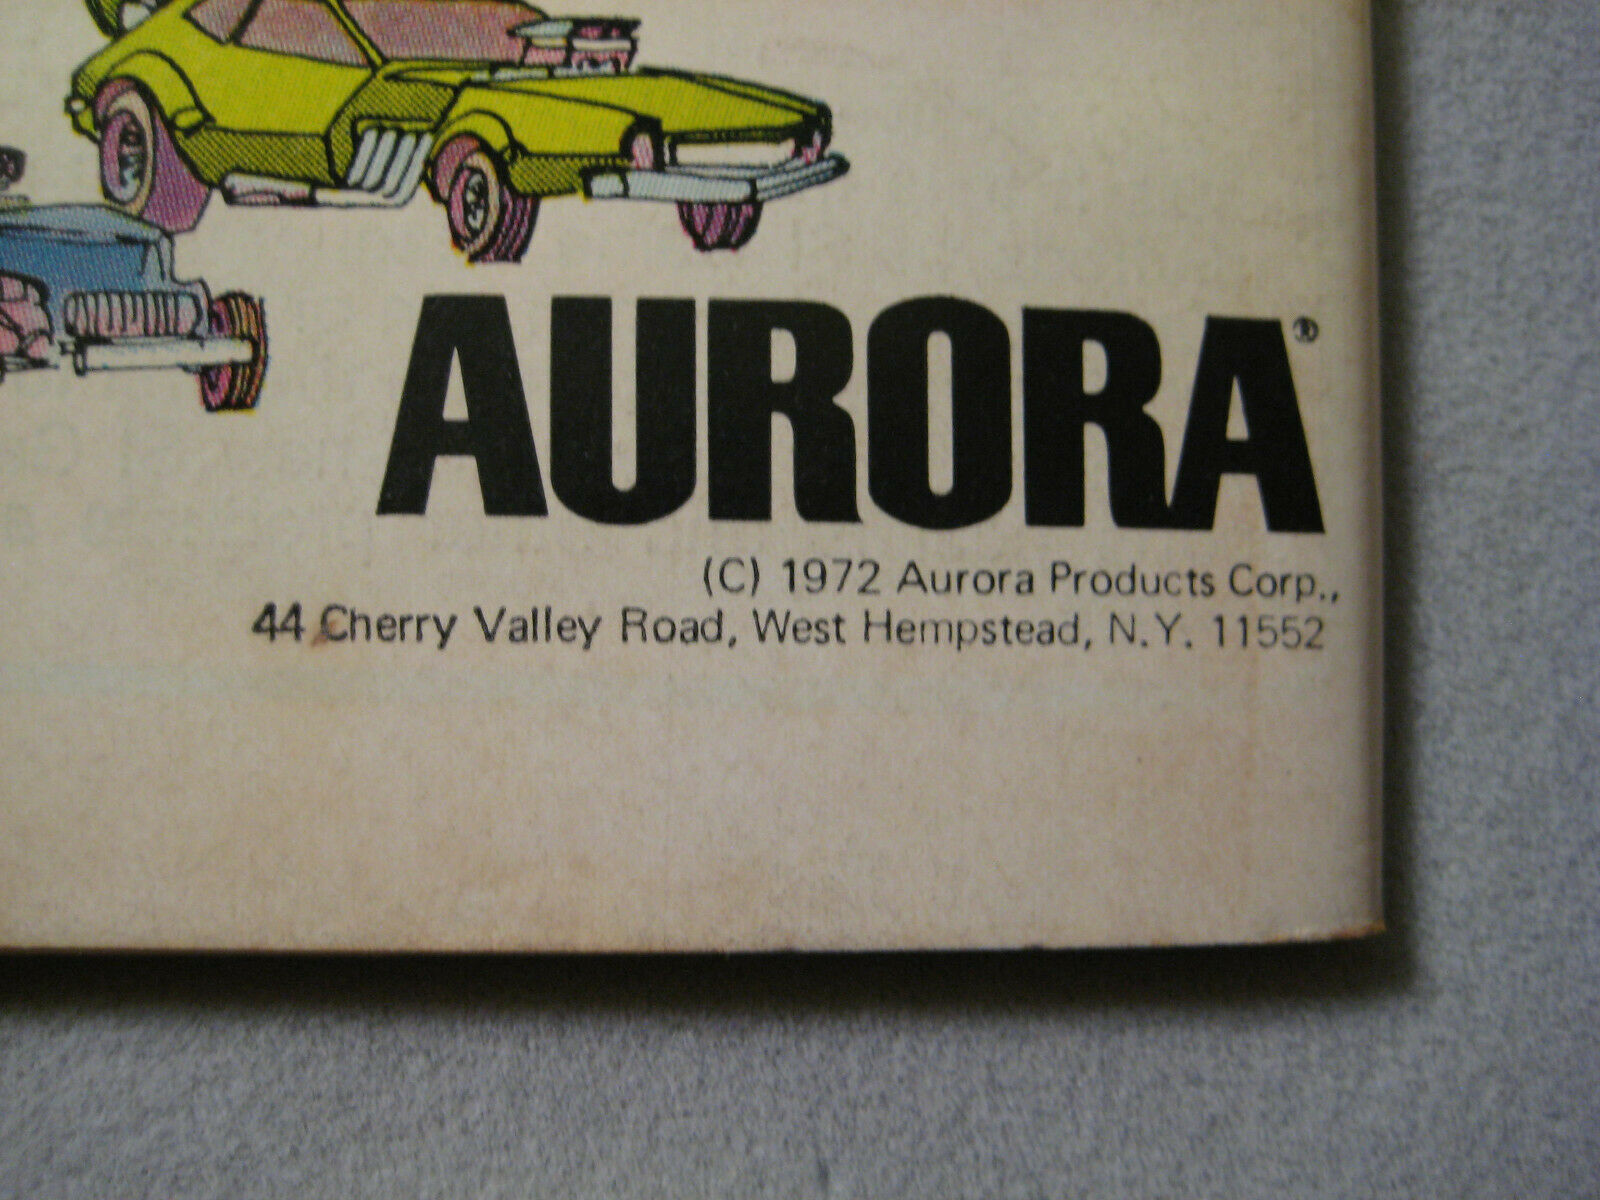 AURORA®
(C) 1972 Aurora Products Corp.,
44 Cherry Valley Road, West Hempstead, N.Y. 11552